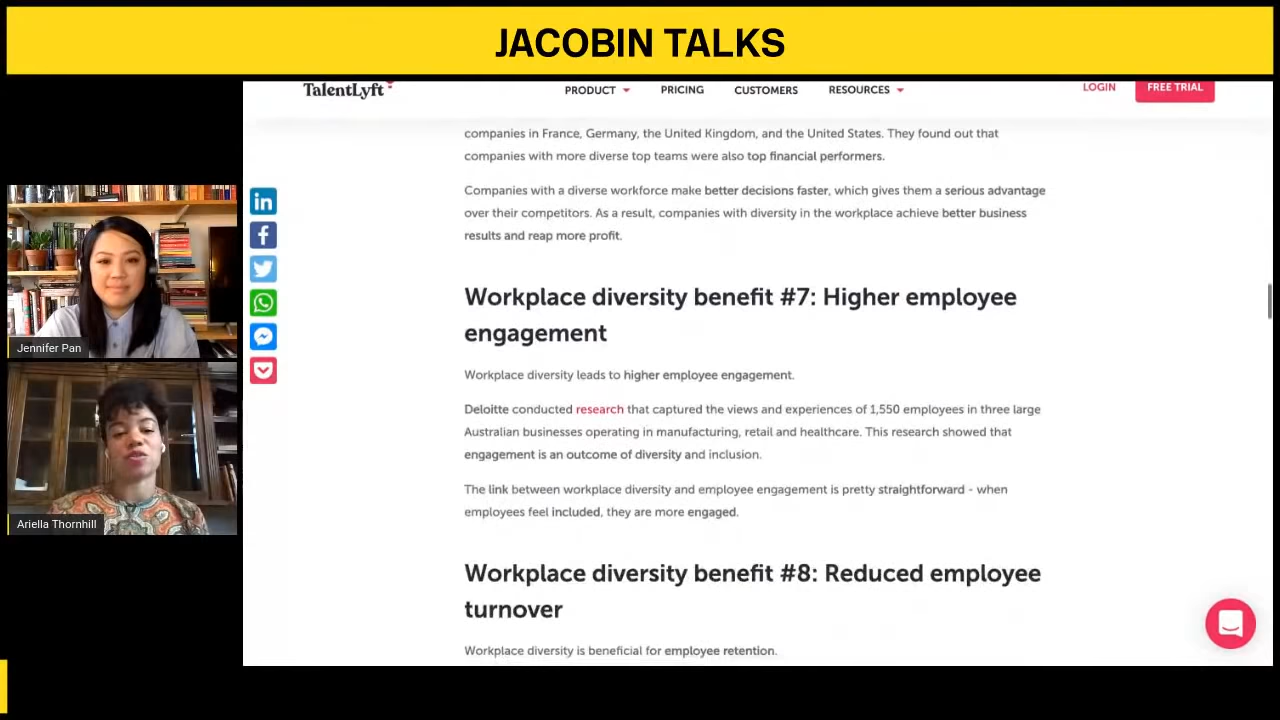 JACOBIN TALKS
TalentLyft
PRODUCT
PRICING
CUSTOMERS
RESOURCES
LOGIN
FREE TRIAL
companies in France, Germany, the United Kingdom, and the United States. They found out that
companies with more diverse top teams were also top financial performers.
Companies with a diverse workforce make better decisions faster, which gives them a serious advantage
over their competitors. As a result, companies with diversity in the workplace achieve better business
results and reap more profit.
Workplace diversity benefit #7: Higher employee
engagement
Workplace diversity leads to higher employee engagement.
Deloitte conducted research that captured the views and experiences of 1,550 employees in three large
Australian businesses operating in manufacturing, retail and healthcare. This research showed that
engagement is an outcome of diversity and inclusion.
The link between workplace diversity and employee engagement is pretty straightforward - when
employees feel included, they are more engaged.
Workplace diversity benefit #8: Reduced employee
turnover
Workplace diversity is beneficial for employee retention.
Jennifer Pan
Ariella Thornhill